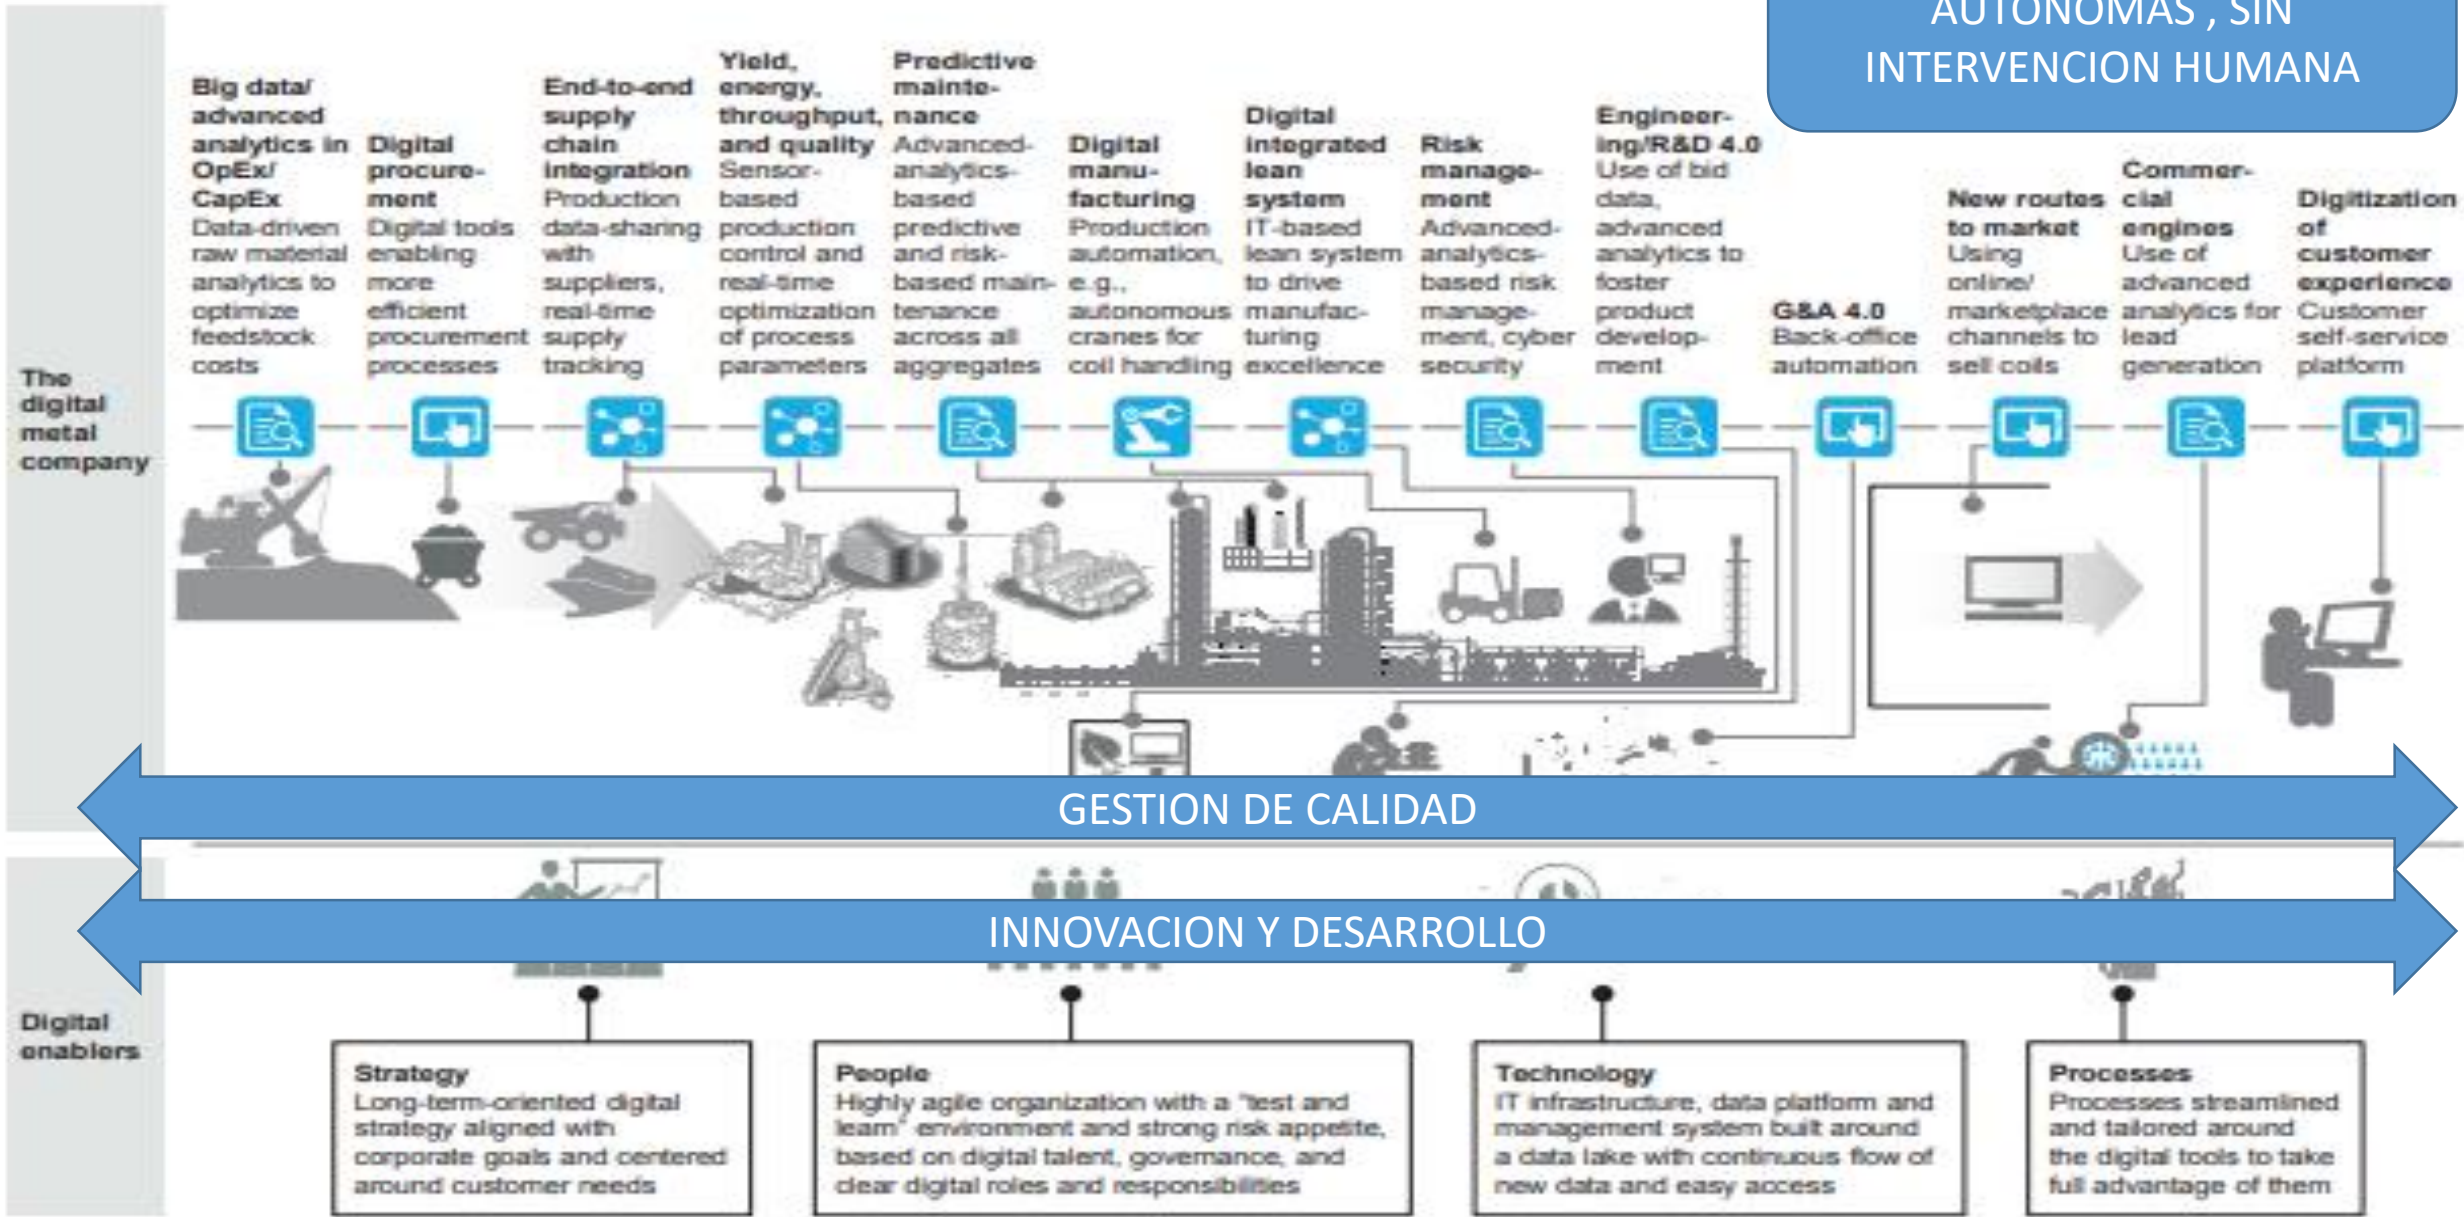 AUTONOMAS , SIN
INTERVENCION HUMANA
The
digital
metal
company
Big data/
advanced
analytics in
OpEx/
CapEx
Data-driven
raw material
analytics to
optimize
feedstock
costs
Digital
procure-
ment
Digital tools
enabling
more
efficient
procurement
processes
End-to-end
supply
chain
integration
Production
data-sharing
with
suppliers,
real-time
supply
tracking
Yield,
energy,
throughput,
and quality
Sensor-
based
production
control and
real-time
optimization
of process
parameters
Predictive
mainte-
nance
Advanced-
analytics-
based
predictive
and risk-
based main-
tenance
across all
aggregates
Digital
manu-
facturing
Production
automation,
e.g.,
autonomous
cranes for
coil handling
Digital
integrated
lean
system
IT-based
lean system
to drive
manufac-
turing
excellence
Risk
manage-
ment
Advanced-
analytics-
based risk
manage-
ment, cyber
security
Engineer-
ing/R&D 4.0
Use of bid
data,
advanced
analytics to
foster
product
develop-
ment
G&A 4.0
Back-office
automation
New routes
to market
Using
online/
marketplace
channels to
sell coils
Commer-
cial
engines
Use of
advanced
analytics for
lead
generation
Digitization
of
customer
experience
Customer
self-service
platform
GESTION DE CALIDAD
INNOVACION Y DESARROLLO
Digital
enablers
Strategy
Long-term-oriented digital
strategy aligned with
corporate goals and centered
around customer needs
People
Highly agile organization with a "test and
learn" environment and strong risk appetite,
based on digital talent, governance, and
clear digital roles and responsibilities
Technology
IT infrastructure, data platform and
management system built around
a data lake with continuous flow of
new data and easy access
Processes
Processes streamlined
and tailored around
the digital tools to take
full advantage of them